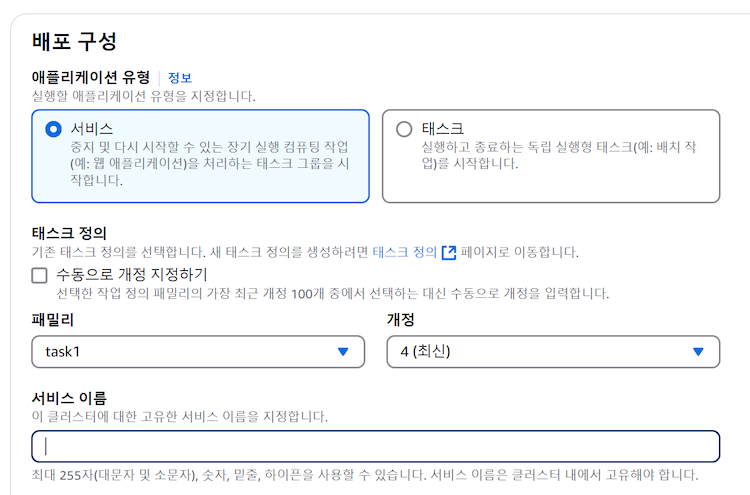 배포 구성
애플리케이션 유형 정보
실행할 애플리케이션 유형을 지정합니다.
서비스
중지 및 다시 시작할 수 있는 장기 실행 컴퓨팅 작업
(예: 웹 애플리케이션)을 처리하는 태스크 그룹을 시
작합니다.
태스크
실행하고 종료하는 독립 실행형 태스크(예: 배치 작
업)를 시작합니다.
태스크 정의
기존 태스크 정의를 선택합니다. 새 태스크 정의를 생성하려면 태스크 정의 페이지로 이동합니다.
수동으로 개정 지정하기
선택한 작업 정의 패밀리의 가장 최근 개정 100개 중에서 선택하는 대신 수동으로 개정을 입력합니다.
패밀리
task1
개정
4 (최신)
서비스 이름
이 클러스터에 대한 고유한 서비스 이름을 지정합니다.
최대 255자(대문자 및 소문자), 숫자, 밑줄, 하이픈을 사용할 수 있습니다. 서비스 이름은 클러스터 내에서 고유해야 합니다.